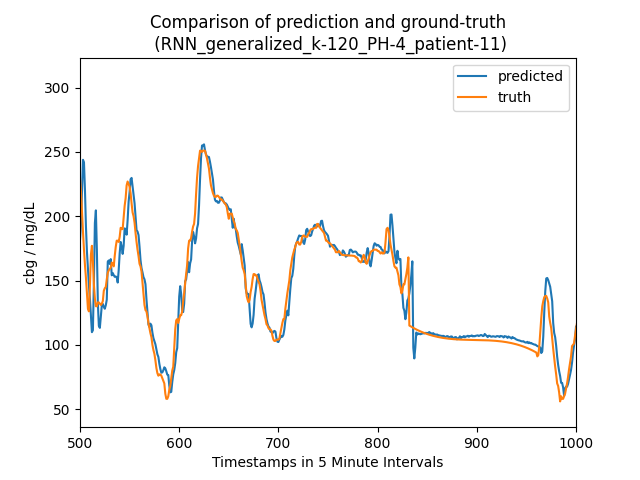 Comparison of prediction and ground-truth
(RNN_generalized_k-120_PH-4_patient-11)
predicted
truth
300
250
200
150
100
50
cbg / mg/dL
500 600 700 800 900 1000
Timestamps in 5 Minute Intervals